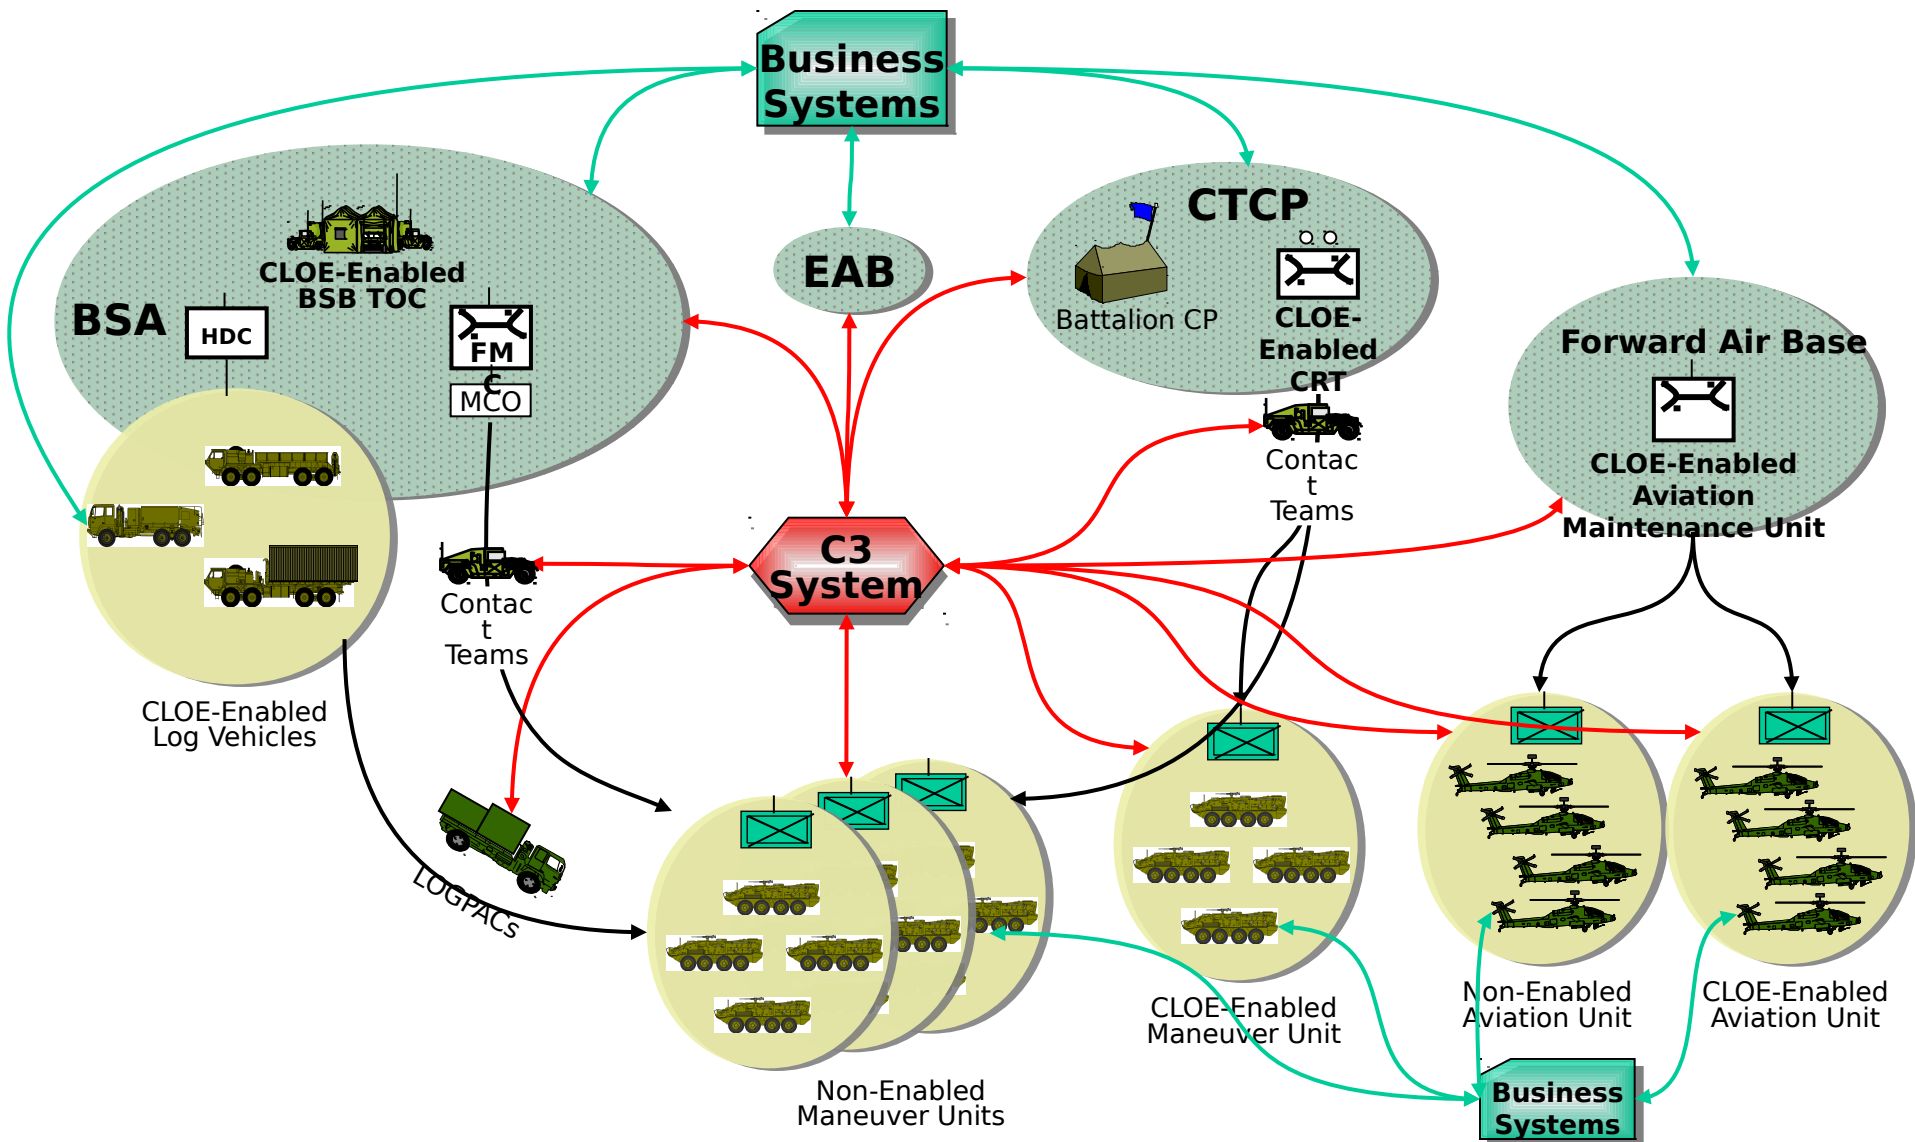 Business
Systems
CTCP
CLOE-Enabled
BSB TOC
EAB
BSA
HDC
FM
C
MCO
Battalion CP
CLOE-
Enabled
CRT
Forward Air Base
Contac
t
Teams
CLOE-Enabled
Aviation
Maintenance Unit
C3
System
Contac
t
Teams
CLOE-Enabled
Log Vehicles
LOGPACs
Non-Enabled
Maneuver Units
CLOE-Enabled
Maneuver Unit
Non-Enabled
Aviation Unit
CLOE-Enabled
Aviation Unit
Business
Systems